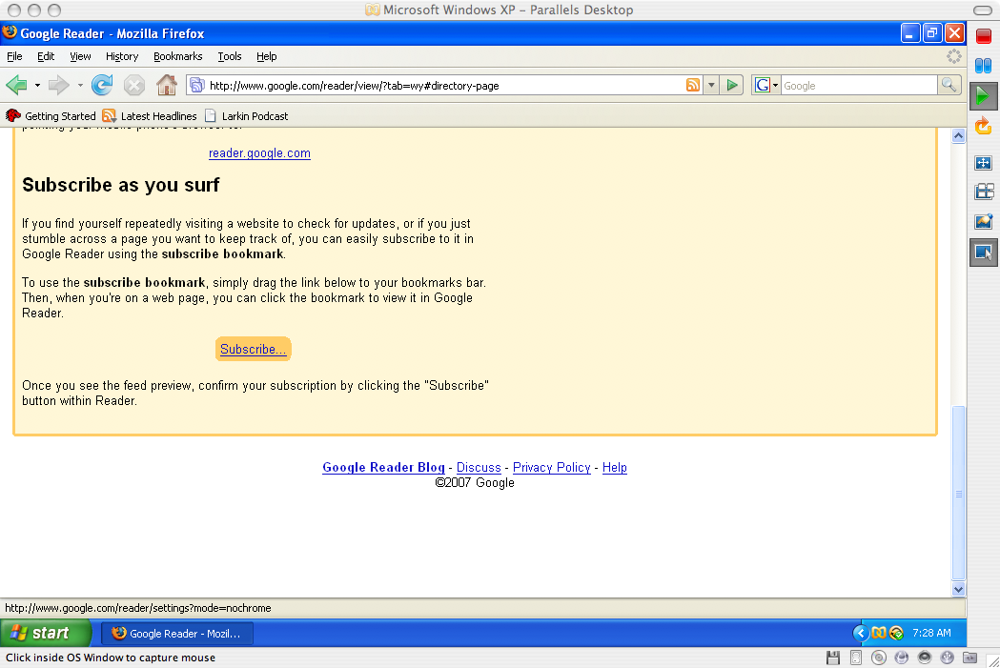 Microsoft Windows XP - Parallels Desktop
Google Reader - Mozilla Firefox
File Edit View History Bookmarks Tools Help
http://www.google.com/reader/view/?tab=wy#directory-page
G Google
Getting Started Latest Headlines Larkin Podcast
pointing your mobile phone's browser to:
reader.google.com
Subscribe as you surf
If you find yourself repeatedly visiting a website to check for updates, or if you just
stumble across a page you want to keep track of, you can easily subscribe to it in
Google Reader using the subscribe bookmark.
To use the subscribe bookmark, simply drag the link below to your bookmarks bar.
Then, when you're on a web page, you can click the bookmark to view it in Google
Reader.
Subscribe...
Once you see the feed preview, confirm your subscription by clicking the "Subscribe"
button within Reader.
Google Reader Blog - Discuss - Privacy Policy - Help
©2007 Google
http://www.google.com/reader/settings?mode=nochrome
start Google Reader - Mozil... 7:28 AM
Click inside OS Window to capture mouse